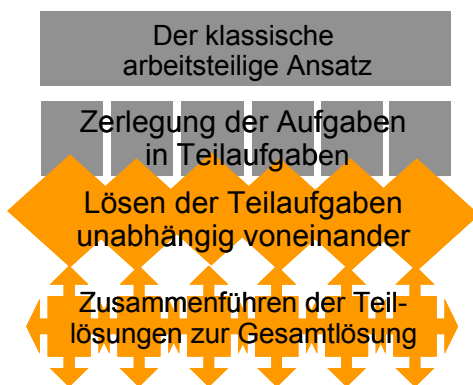 Der klassische
arbeitsteilige Ansatz
Zerlegung der Aufgaben
in Teilaufgaben
Lösen der Teilaufgaben
unabhängig voneinander
Zusammenführen der Teil-
lösungen zur Gesamtlösung